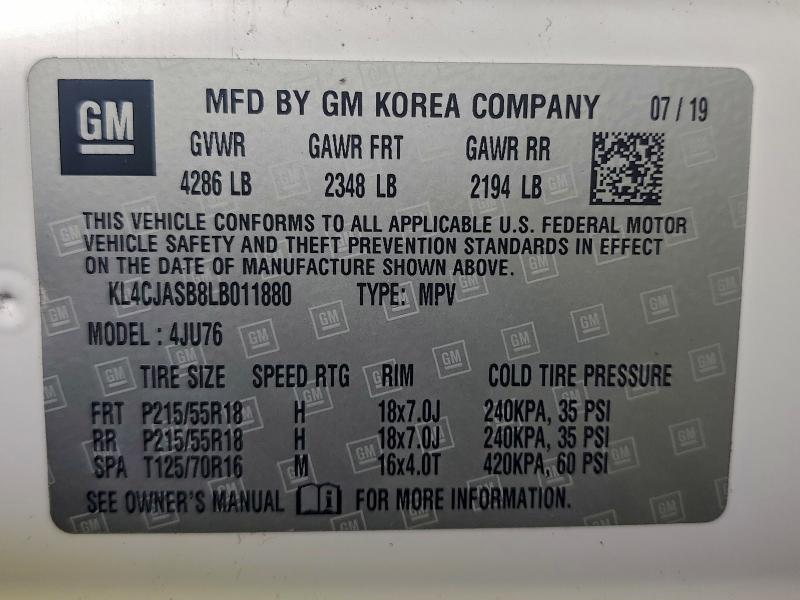 GM MFD BY GM KOREA COMPANY 07 / 19
GVWR GAWR FRT GAWR RR
4286 LB 2348 LB 2194 LB
THIS VEHICLE CONFORMS TO ALL APPLICABLE U.S. FEDERAL MOTOR
VEHICLE SAFETY AND THEFT PREVENTION STANDARDS IN EFFECT
ON THE DATE OF MANUFACTURE SHOWN ABOVE.
KL4CJASB8LB011880 TYPE: MPV
MODEL : 4JU76
TIRE SIZE SPEED RTG RIM COLD TIRE PRESSURE
FRT P215/55R18 H 18x7.0J 240KPA, 35 PSI
RR P215/55R18 H 18x7.0J 240KPA, 35 PSI
SPA T125/70R16 M 16x4.0T 420KPA, 60 PSI
SEE OWNER'S MANUAL FOR MORE INFORMATION.